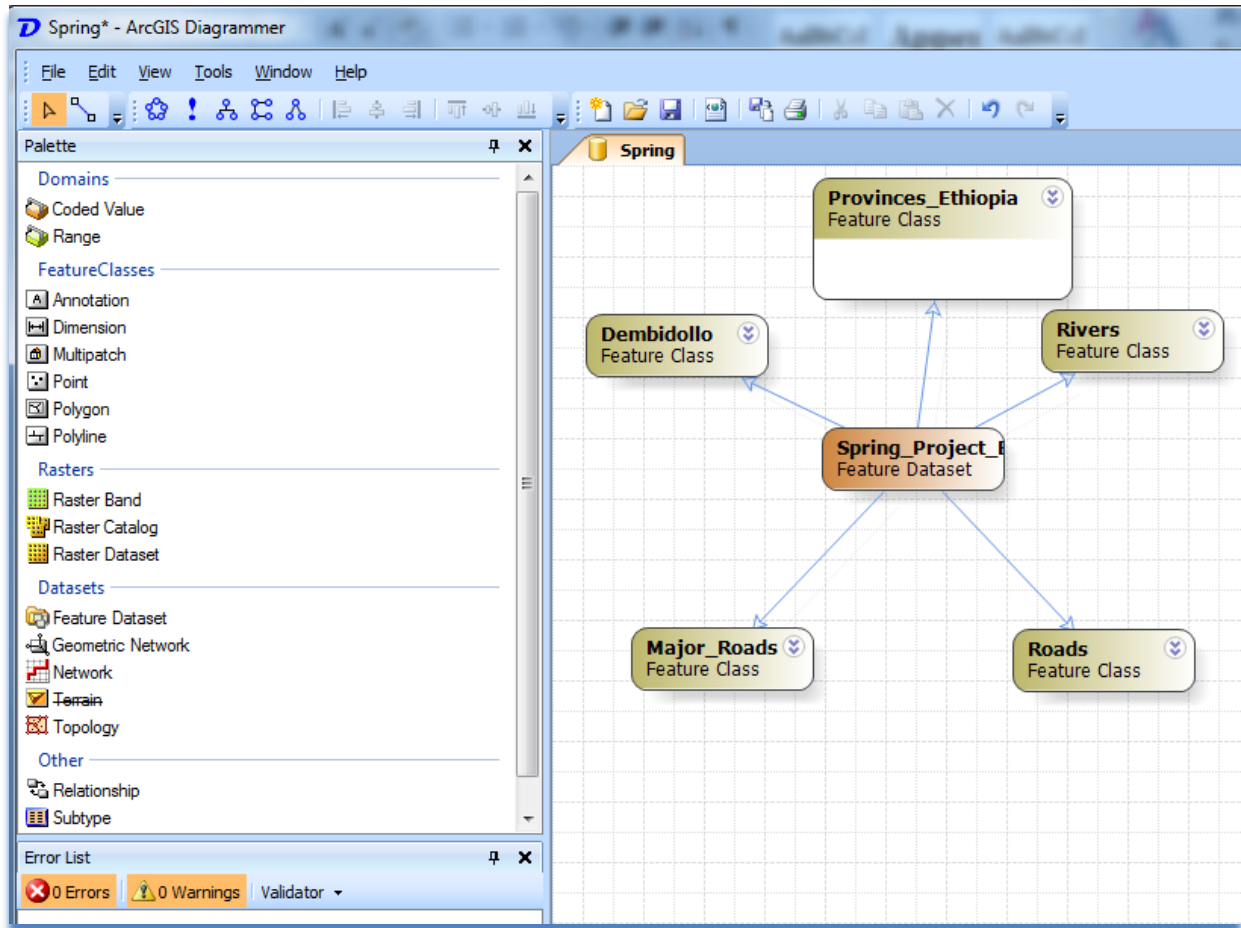 Spring* - ArcGIS Diagrammer
File Edit View Tools Window Help
Palette
Domains
Coded Value
Range
FeatureClasses
Annotation
Dimension
Multipatch
Point
Polygon
Polyline
Rasters
Raster Band
Raster Catalog
Raster Dataset
Datasets
Feature Dataset
Geometric Network
Network
Terrain
Topology
Other
Relationship
Subtype
Error List
0 Errors 0 Warnings Validator
Spring
Provinces_Ethiopia
Feature Class
Dembidollo
Feature Class
Rivers
Feature Class
Spring_Project_E
Feature Dataset
Major_Roads
Feature Class
Roads
Feature Class